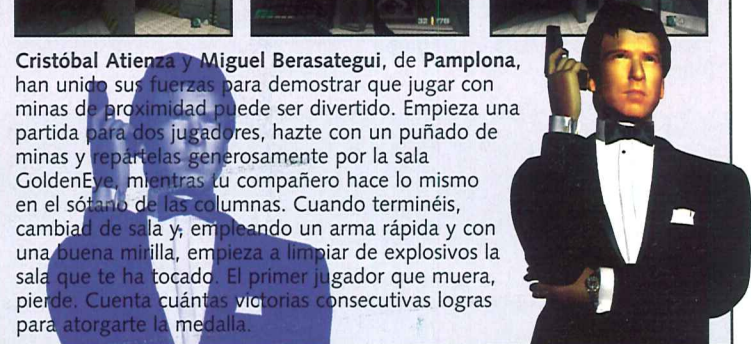 32 178
Cristóbal Atienza y Miguel Berasategui, de Pamplona,
han unido sus fuerzas para demostrar que jugar con
minas de proximidad puede ser divertido. Empieza una
partida para dos jugadores, hazte con un puñado de
minas y repártelas generosamente por la sala
GoldenEye, mientras tu compañero hace lo mismo
en el sótano de las columnas. Cuando terminéis,
cambiad de sala y, empleando un arma rápida y con
una buena mirilla, empieza a limpiar de explosivos la
sala que te ha tocado. El primer jugador que muera,
pierde. Cuenta cuántas victorias consecutivas logras
para atorgarte la medalla.